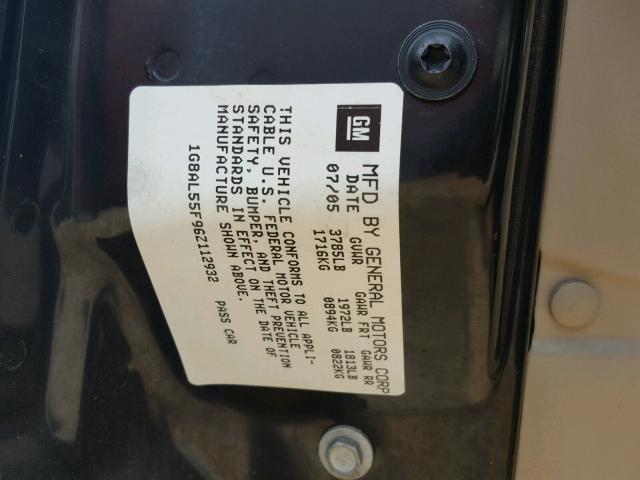 GM MFD BY GENERAL MOTORS CORP
DATE GVWR GAWR FRT GAWR RR
07/05 3785LB 1972LB 1813LB
1716KG 0894KG 0822KG
THIS VEHICLE CONFORMS TO ALL APPLI-
CABLE U.S. FEDERAL MOTOR VEHICLE
SAFETY, BUMPER, AND THEFT PREVENTION
STANDARDS IN EFFECT ON THE DATE OF
MANUFACTURE SHOWN ABOVE.
1G8AL55F96Z112932 PASS CAR